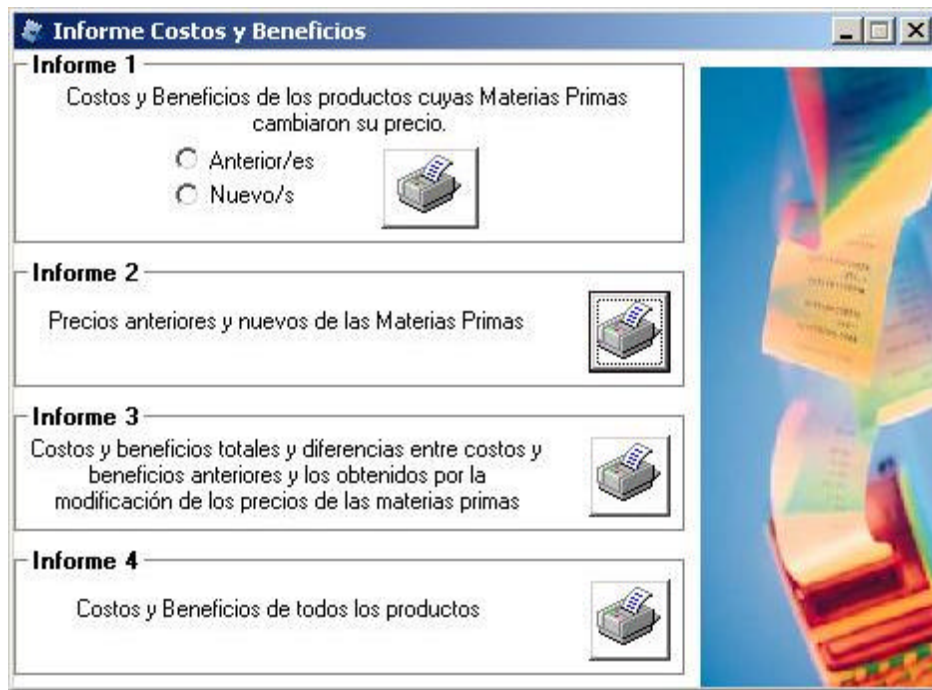 Informe Costos y Beneficios
Informe 1
Costos y Beneficios de los productos cuyas Materias Primas
cambiaron su precio.
Anterior/es
Nuevo/s
Informe 2
Precios anteriores y nuevos de las Materias Primas
Informe 3
Costos y beneficios totales y diferencias entre costos y
beneficios anteriores y los obtenidos por la
modificación de los precios de las materias primas
Informe 4
Costos y Beneficios de todos los productos